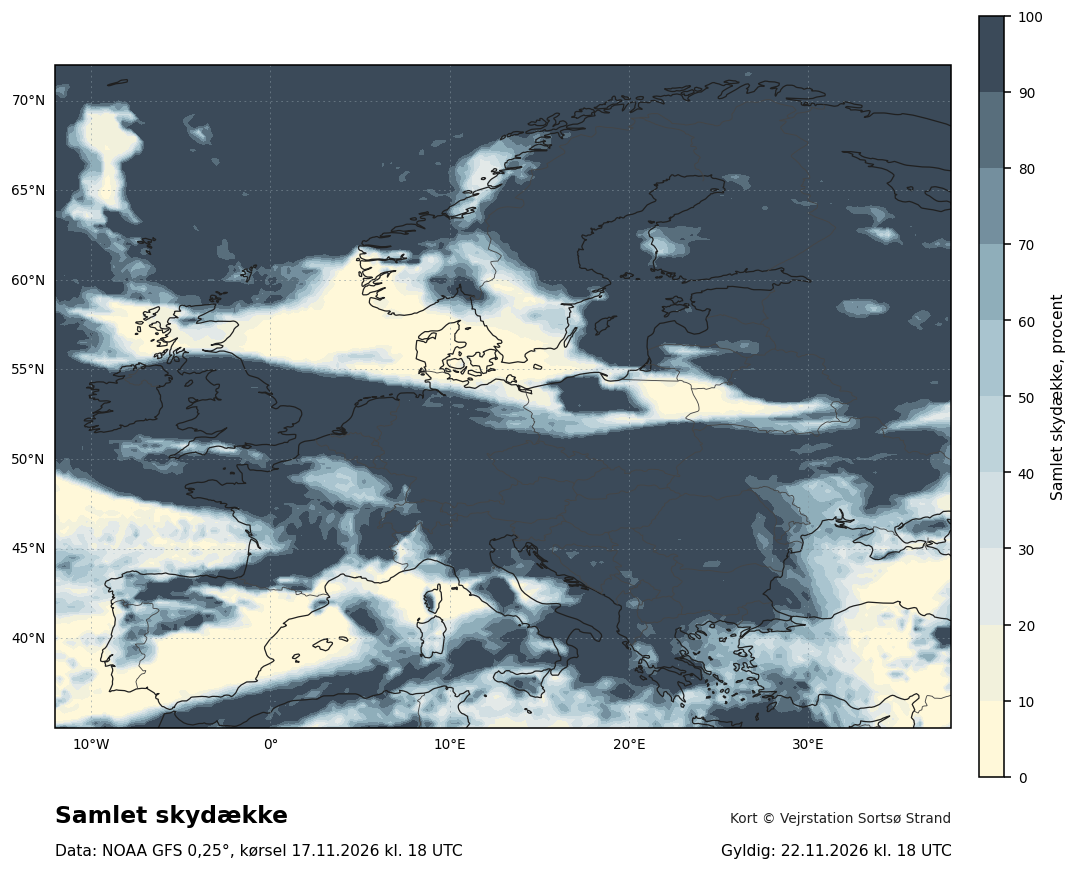 100
90
80
70
60
50
40
30
20
10
0
Samlet skydække, procent
70°N
65°N
60°N
55°N
50°N
45°N
40°N
10°W
0°
10°E
20°E
30°E
Samlet skydække
Kort © Vejrstation Sortsø Strand
Data: NOAA GFS 0,25°, kørsel 17.11.2026 kl. 18 UTC
Gyldig: 22.11.2026 kl. 18 UTC